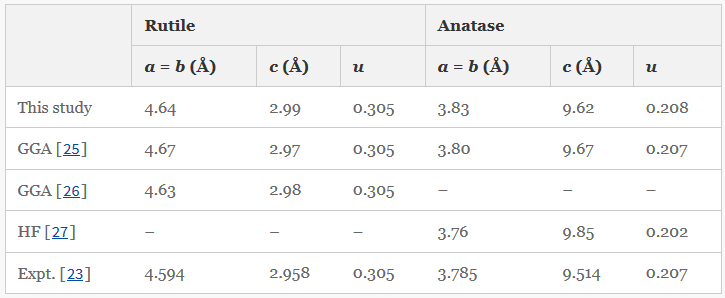 Rutile Anatase
a = b (Å) c (Å) u a = b (Å) c (Å) u
This study 4.64 2.99 0.305 3.83 9.62 0.208
GGA [25] 4.67 2.97 0.305 3.80 9.67 0.207
GGA [26] 4.63 2.98 0.305 – – –
HF [27] – – – 3.76 9.85 0.202
Expt. [23] 4.594 2.958 0.305 3.785 9.514 0.207